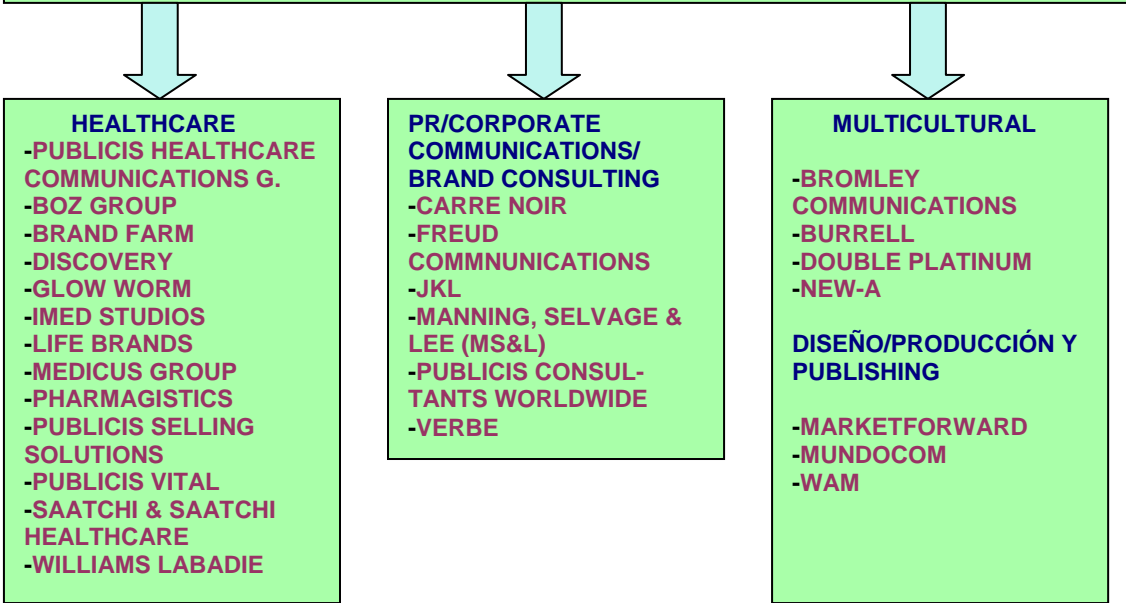 HEALTHCARE
-PUBLICIS HEALTHCARE
COMMUNICATIONS G.
-BOZ GROUP
-BRAND FARM
-DISCOVERY
-GLOW WORM
-IMED STUDIOS
-LIFE BRANDS
-MEDICUS GROUP
-PHARMAGISTICS
-PUBLICIS SELLING
SOLUTIONS
-PUBLICIS VITAL
-SAATCHI & SAATCHI
HEALTHCARE
-WILLIAMS LABADIE
PR/CORPORATE
COMMUNICATIONS/
BRAND CONSULTING
-CARRE NOIR
-FREUD
COMMNUNICATIONS
-JKL
-MANNING, SELVAGE &
LEE (MS&L)
-PUBLICIS CONSUL-
TANTS WORLDWIDE
-VERBE
MULTICULTURAL
-BROMLEY
COMMUNICATIONS
-BURRELL
-DOUBLE PLATINUM
-NEW-A
DISEÑO/PRODUCCIÓN Y
PUBLISHING
-MARKETFORWARD
-MUNDOCOM
-WAM